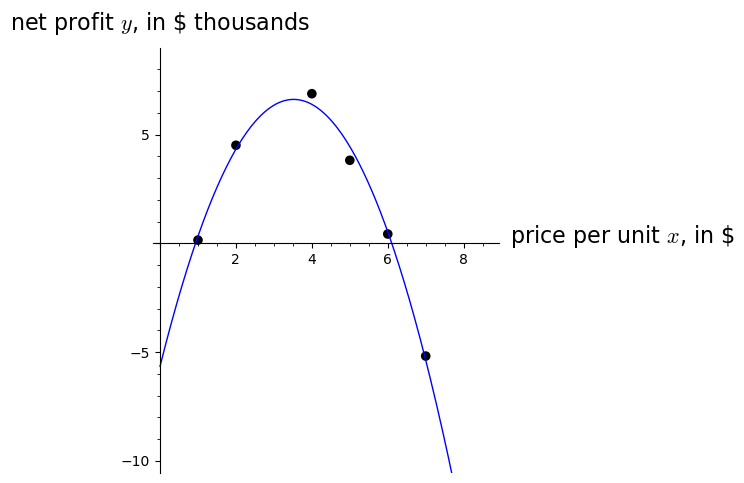 net profit y, in $ thousands
5
price per unit x, in $
2 4 6 8
−5
−10